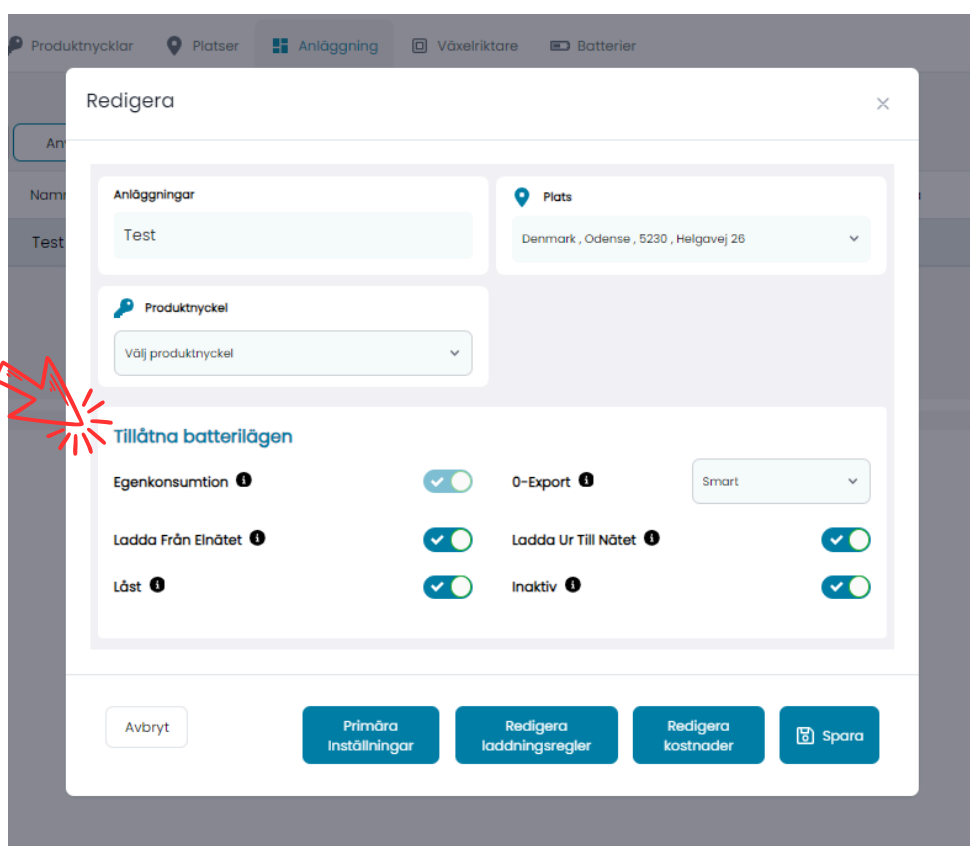 Produktnycklar Platser Anläggning Växelriktare Batterier
Redigera
Test
Anläggningar
Plats
Test
Denmark , Odense , 5230 , Helgavej 26
Produktnyckel
Välj produktnyckel
Tillåtna batterilägen
Egenkonsumtion
0-Export
Smart
Ladda Från Elnätet
Ladda Ur Till Nätet
Låst
Inaktiv
Avbryt
Primära
Inställningar
Redigera
laddningsregler
Redigera
kostnader
Spara